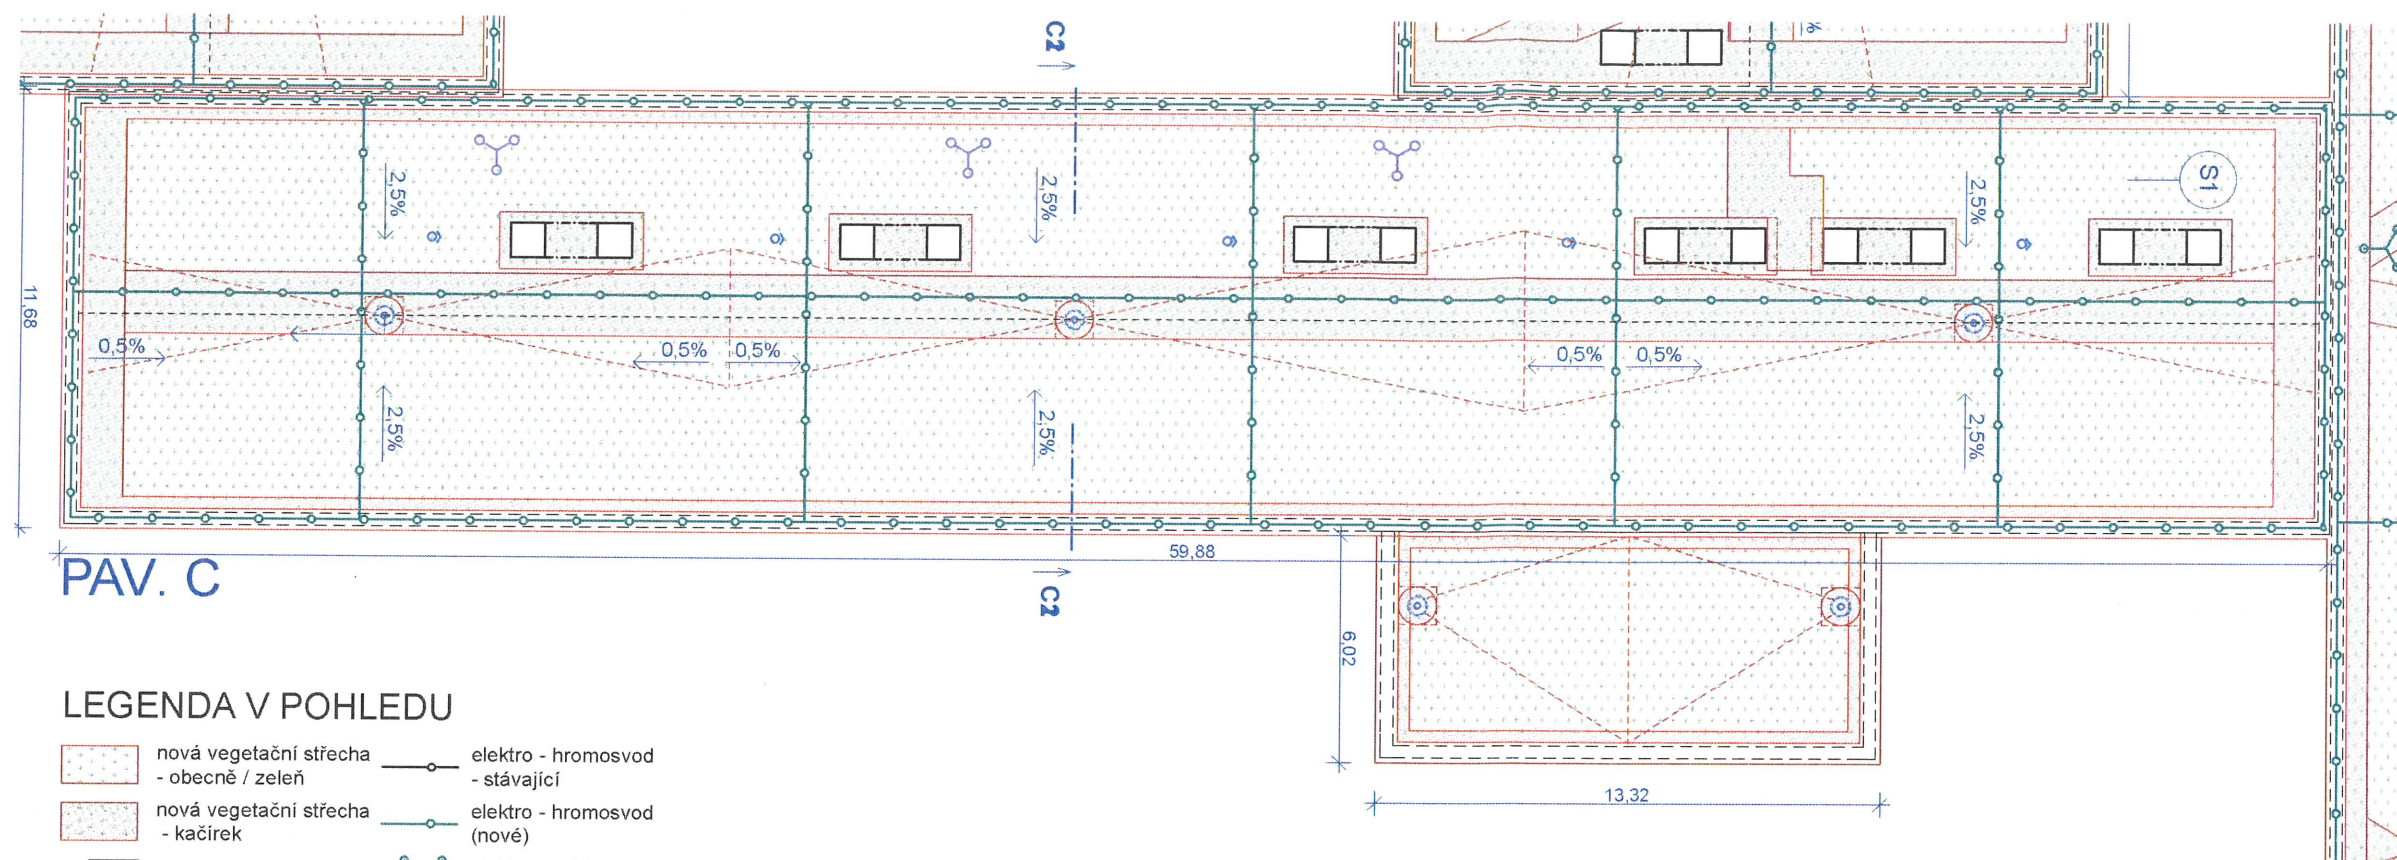 C2
%
2,5%
2,5%
2,5%
S1
11,68
0,5%
0,5%
0,5%
0,5%
0,5%
2,5%
2,5%
2,5%
59,88
PAV. C
C2
6,02
13,32
LEGENDA V POHLEDU
nová vegetační střecha
- obecně / zeleň
elektro - hromosvod
- stávající
nová vegetační střecha
- kačírek
elektro - hromosvod
(nové)